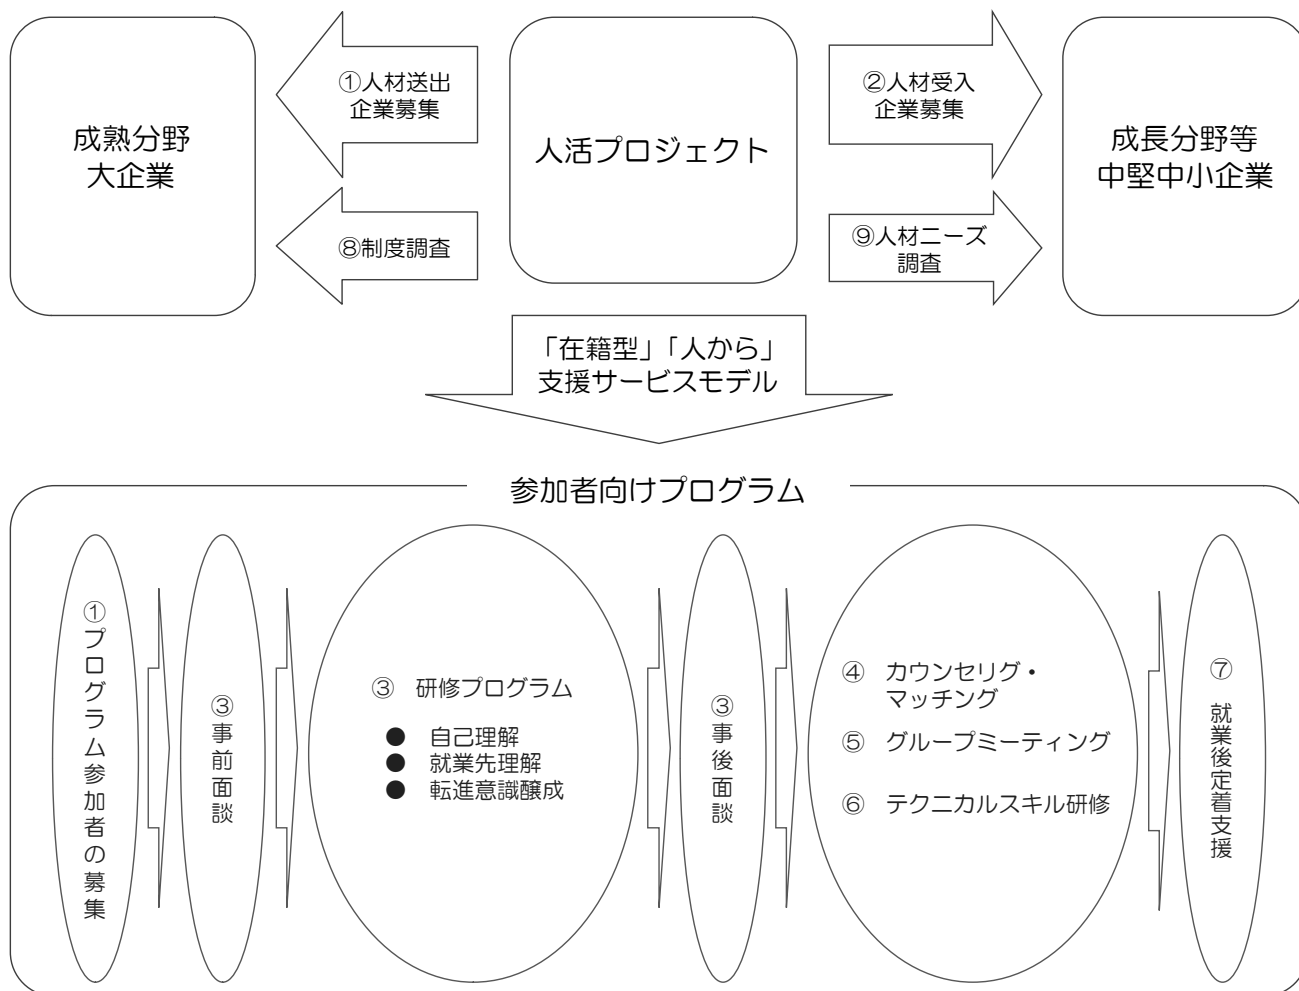 成熟分野
大企業
①人材送出
企業募集
⑧制度調査
人活プロジェクト
②人材受入
企業募集
⑨人材ニーズ
調査
成長分野等
中堅中小企業
「在籍型」「人から」
支援サービスモデル
参加者向けプログラム
①プログラム参加者の募集
③事前面談
③ 研修プログラム
● 自己理解
● 就業先理解
● 転進意識醸成
③事後面談
④ カウンセリグ・
マッチング
⑤ グループミーティング
⑥ テクニカルスキル研修
⑦ 就業後定着支援